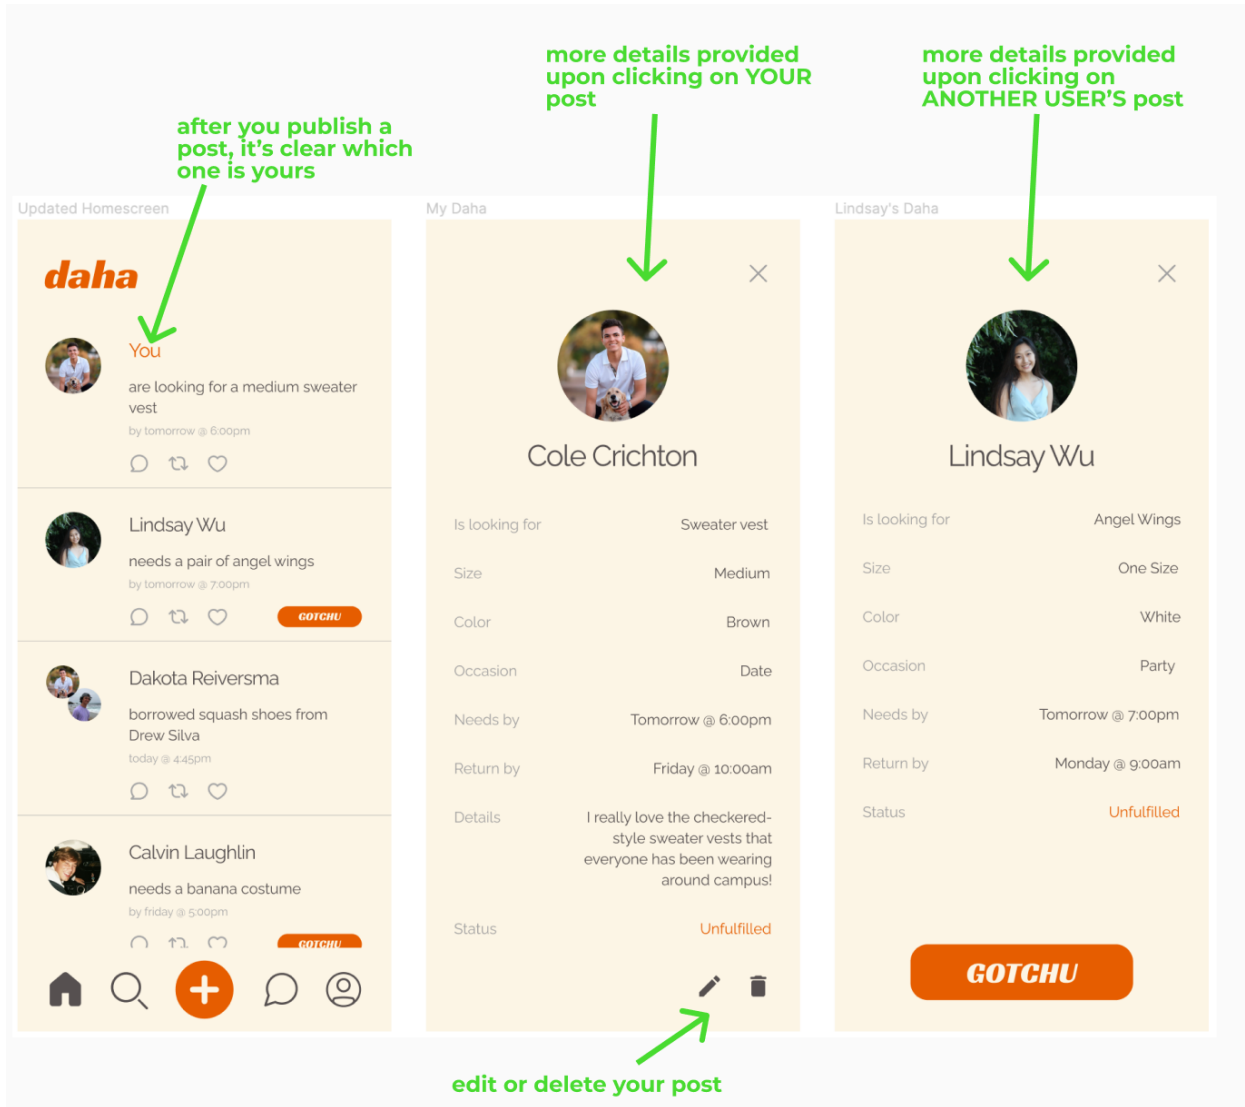 more details provided
upon clicking on YOUR
post
more details provided
upon clicking on
ANOTHER USER'S post
after you publish a
post, it's clear which
one is yours
Updated Homescreen
daha
You
are looking for a medium sweater
vest
by tomorrow @ 6:00pm
Lindsay Wu
needs a pair of angel wings
by tomorrow @ 7:00pm
GOTCHU
Dakota Reiversma
borrowed squash shoes from
Drew Silva
today @ 4:45pm
Calvin Laughlin
needs a banana costume
by friday @ 5:00pm
GOTCHU
My Daha
Cole Crichton
Is looking for Sweater vest
Size Medium
Color Brown
Occasion Date
Needs by Tomorrow @ 6:00pm
Return by Friday @ 10:00am
Details I really love the checkered-
style sweater vests that
everyone has been wearing
around campus!
Status Unfulfilled
edit or delete your post
Lindsay's Daha
Lindsay Wu
Is looking for Angel Wings
Size One Size
Color White
Occasion Party
Needs by Tomorrow @ 7:00pm
Return by Monday @ 9:00am
Status Unfulfilled
GOTCHU